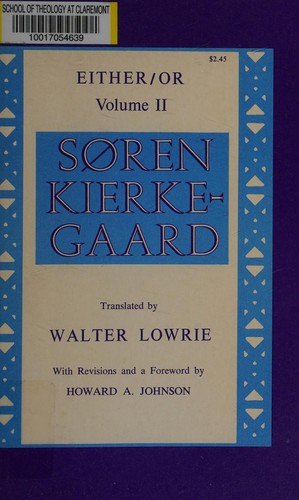 SCHOOL OF THEOLOGY AT CLAREMONT
10017054639
$2.45
EITHER/OR
Volume II
SØREN
KIERKE-
GAARD
Translated by
WALTER LOWRIE
With Revisions and a Foreword by
HOWARD A. JOHNSON